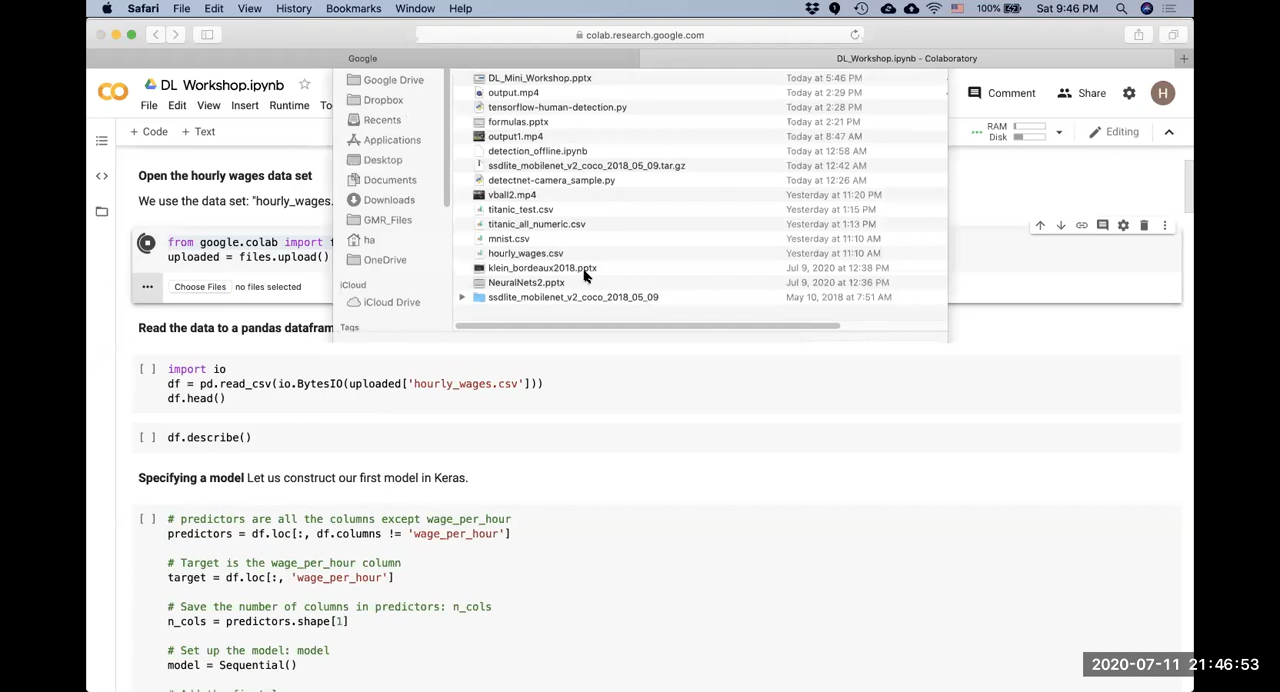 Safari File Edit View History Bookmarks Window Help 100% Sat 9:46 PM
colab.research.google.com
Google DL_Workshop.ipynb - Colaboratory
DL_Workshop.ipynb
File Edit View Insert Runtime To
Comment Share H
+ Code + Text
RAM
Disk
Editing
Google Drive
Dropbox
Recents
Applications
Desktop
Documents
Downloads
GMR_Files
ha
OneDrive
iCloud
iCloud Drive
Tags
DL_Mini_Workshop.pptx Today at 5:46 PM
output.mp4 Today at 2:29 PM
tensorflow-human-detection.py Today at 2:28 PM
formulas.pptx Today at 2:21 PM
output1.mp4 Today at 8:47 AM
detection_offline.ipynb Today at 12:58 AM
ssdlite_mobilenet_v2_coco_2018_05_09.tar.gz Today at 12:42 AM
detectnet-camera_sample.py Today at 12:26 AM
vball2.mp4 Yesterday at 11:20 PM
titanic_test.csv Yesterday at 1:15 PM
titanic_all_numeric.csv Yesterday at 1:13 PM
mnist.csv Yesterday at 11:10 AM
hourly_wages.csv Yesterday at 11:10 AM
klein_bordeaux2018.pptx Jul 9, 2020 at 12:38 PM
NeuralNets2.pptx Jul 9, 2020 at 12:36 PM
ssdlite_mobilenet_v2_coco_2018_05_09 May 10, 2018 at 7:51 AM
Open the hourly wages data set
We use the data set: "hourly_wages.
from google.colab import f
uploaded = files.upload()
Choose Files no files selected
Read the data to a pandas datafram
[ ] import io
df = pd.read_csv(io.BytesIO(uploaded['hourly_wages.csv']))
df.head()
[ ] df.describe()
Specifying a model Let us construct our first model in Keras.
[ ] # predictors are all the columns except wage_per_hour
predictors = df.loc[:, df.columns != 'wage_per_hour']
# Target is the wage_per_hour column
target = df.loc[:, 'wage_per_hour']
# Save the number of columns in predictors: n_cols
n_cols = predictors.shape[1]
# Set up the model: model
model = Sequential()
2020-07-11 21:46:53